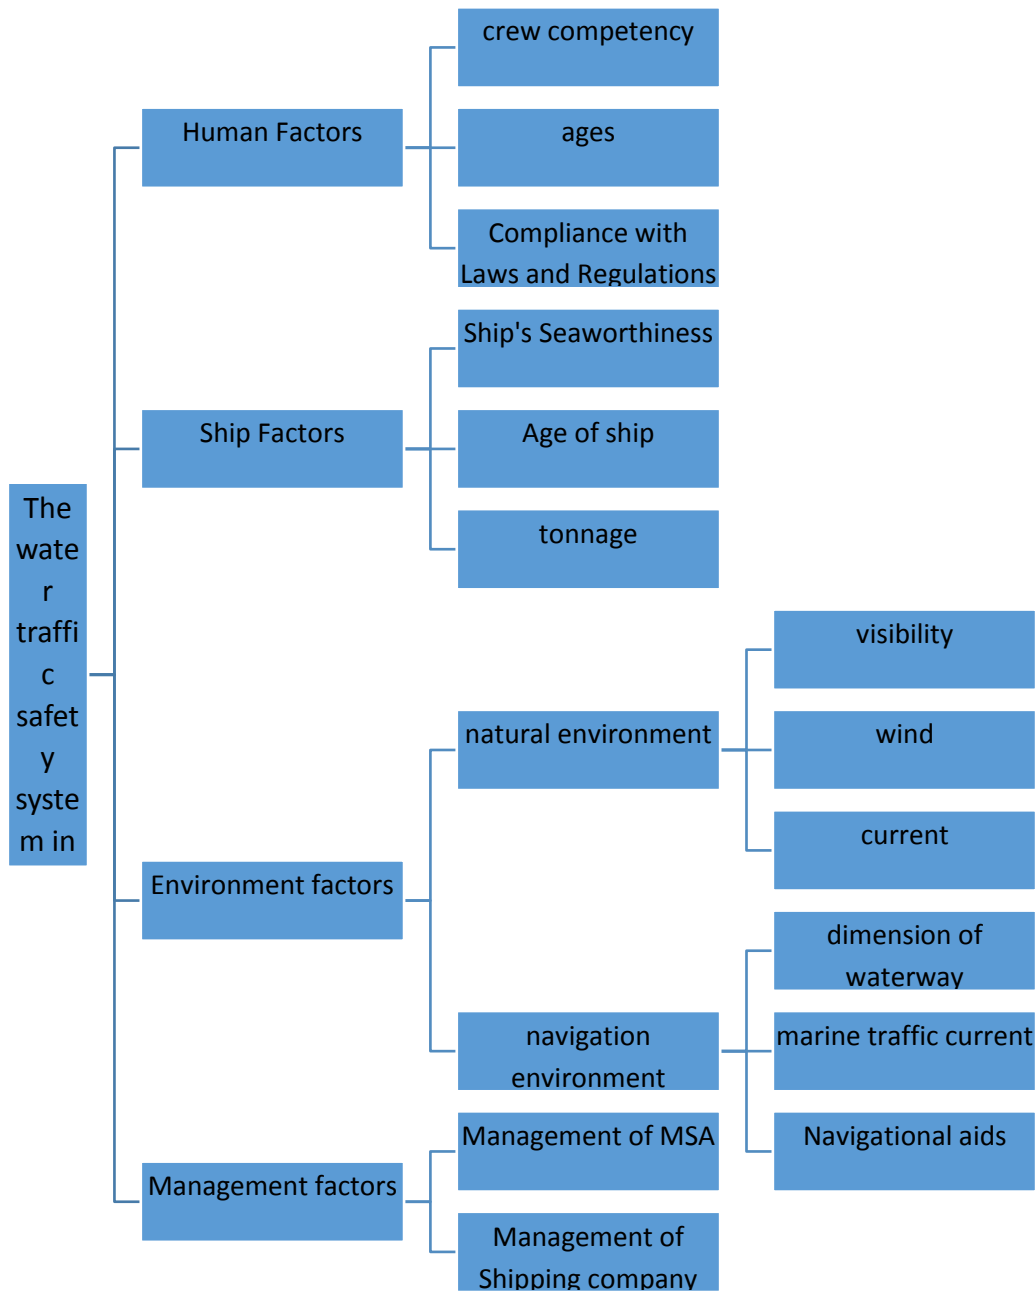 The
wate
r
traffi
c
safet
y
syste
m in
Human Factors
crew competency
ages
Compliance with
Laws and Regulations
Ship Factors
Ship's Seaworthiness
Age of ship
tonnage
Environment factors
natural environment
visibility
wind
current
navigation
environment
dimension of
waterway
marine traffic current
Navigational aids
Management factors
Management of MSA
Management of
Shipping company